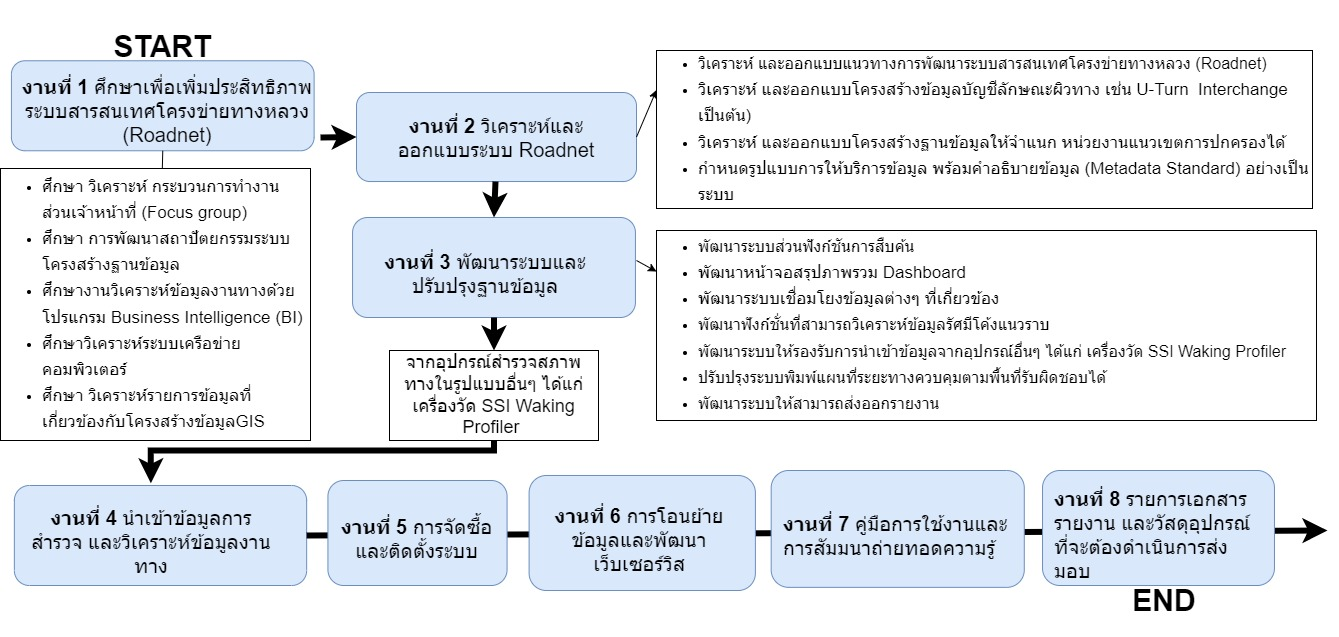 START
งานที่ 1 ศึกษาเพื่อเพิ่มประสิทธิภาพ
ระบบสารสนเทศโครงข่ายทางหลวง
(Roadnet)
• ศึกษา วิเคราะห์ กระบวนการทำงาน
ส่วนเจ้าหน้าที่ (Focus group)
• ศึกษา การพัฒนาสถาปัตยกรรมระบบ
โครงสร้างฐานข้อมูล
• ศึกษางานวิเคราะห์ข้อมูลงานทางด้วย
โปรแกรม Business Intelligence (BI)
• ศึกษาวิเคราะห์ระบบเครือข่าย
คอมพิวเตอร์
• ศึกษา วิเคราะห์รายการข้อมูลที่
เกี่ยวข้องกับโครงสร้างข้อมูลGIS
งานที่ 2 วิเคราะห์และ
ออกแบบระบบ Roadnet
• วิเคราะห์ และออกแบบแนวทางการพัฒนาระบบสารสนเทศโครงข่ายทางหลวง (Roadnet)
• วิเคราะห์ และออกแบบโครงสร้างข้อมูลบัญชีลักษณะผิวทาง เช่น U-Turn Interchange
เป็นต้น)
• วิเคราะห์ และออกแบบโครงสร้างฐานข้อมูลให้จำแนก หน่วยงานแนวเขตการปกครองได้
• กำหนดรูปแบบการให้บริการข้อมูล พร้อมคำอธิบายข้อมูล (Metadata Standard) อย่างเป็น
ระบบ
งานที่ 3 พัฒนาระบบและ
ปรับปรุงฐานข้อมูล
• พัฒนาระบบส่วนฟังก์ชันการสืบค้น
• พัฒนาหน้าจอสรุปภาพรวม Dashboard
• พัฒนาระบบเชื่อมโยงข้อมูลต่างๆ ที่เกี่ยวข้อง
• พัฒนาฟังก์ชั่นที่สามารถวิเคราะห์ข้อมูลรัศมีโค้งแนวราบ
• พัฒนาระบบให้รองรับการนำเข้าข้อมูลจากอุปกรณ์อื่นๆ ได้แก่ เครื่องวัด SSI Waking Profiler
• ปรับปรุงระบบพิมพ์แผนที่ระยะทางควบคุมตามพื้นที่รับผิดชอบได้
• พัฒนาระบบให้สามารถส่งออกรายงาน
จากอุปกรณ์สำรวจสภาพ
ทางในรูปแบบอื่นๆ ได้แก่
เครื่องวัด SSI Waking
Profiler
งานที่ 4 นำเข้าข้อมูลการ
สำรวจ และวิเคราะห์ข้อมูลงาน
ทาง
งานที่ 5 การจัดซื้อ
และติดตั้งระบบ
งานที่ 6 การโอนย้าย
ข้อมูลและพัฒนา
เว็บเซอร์วิส
งานที่ 7 คู่มือการใช้งานและ
การสัมมนาถ่ายทอดความรู้
งานที่ 8 รายการเอกสาร
รายงาน และวัสดุอุปกรณ์
ที่จะต้องดำเนินการส่ง
มอบ
END